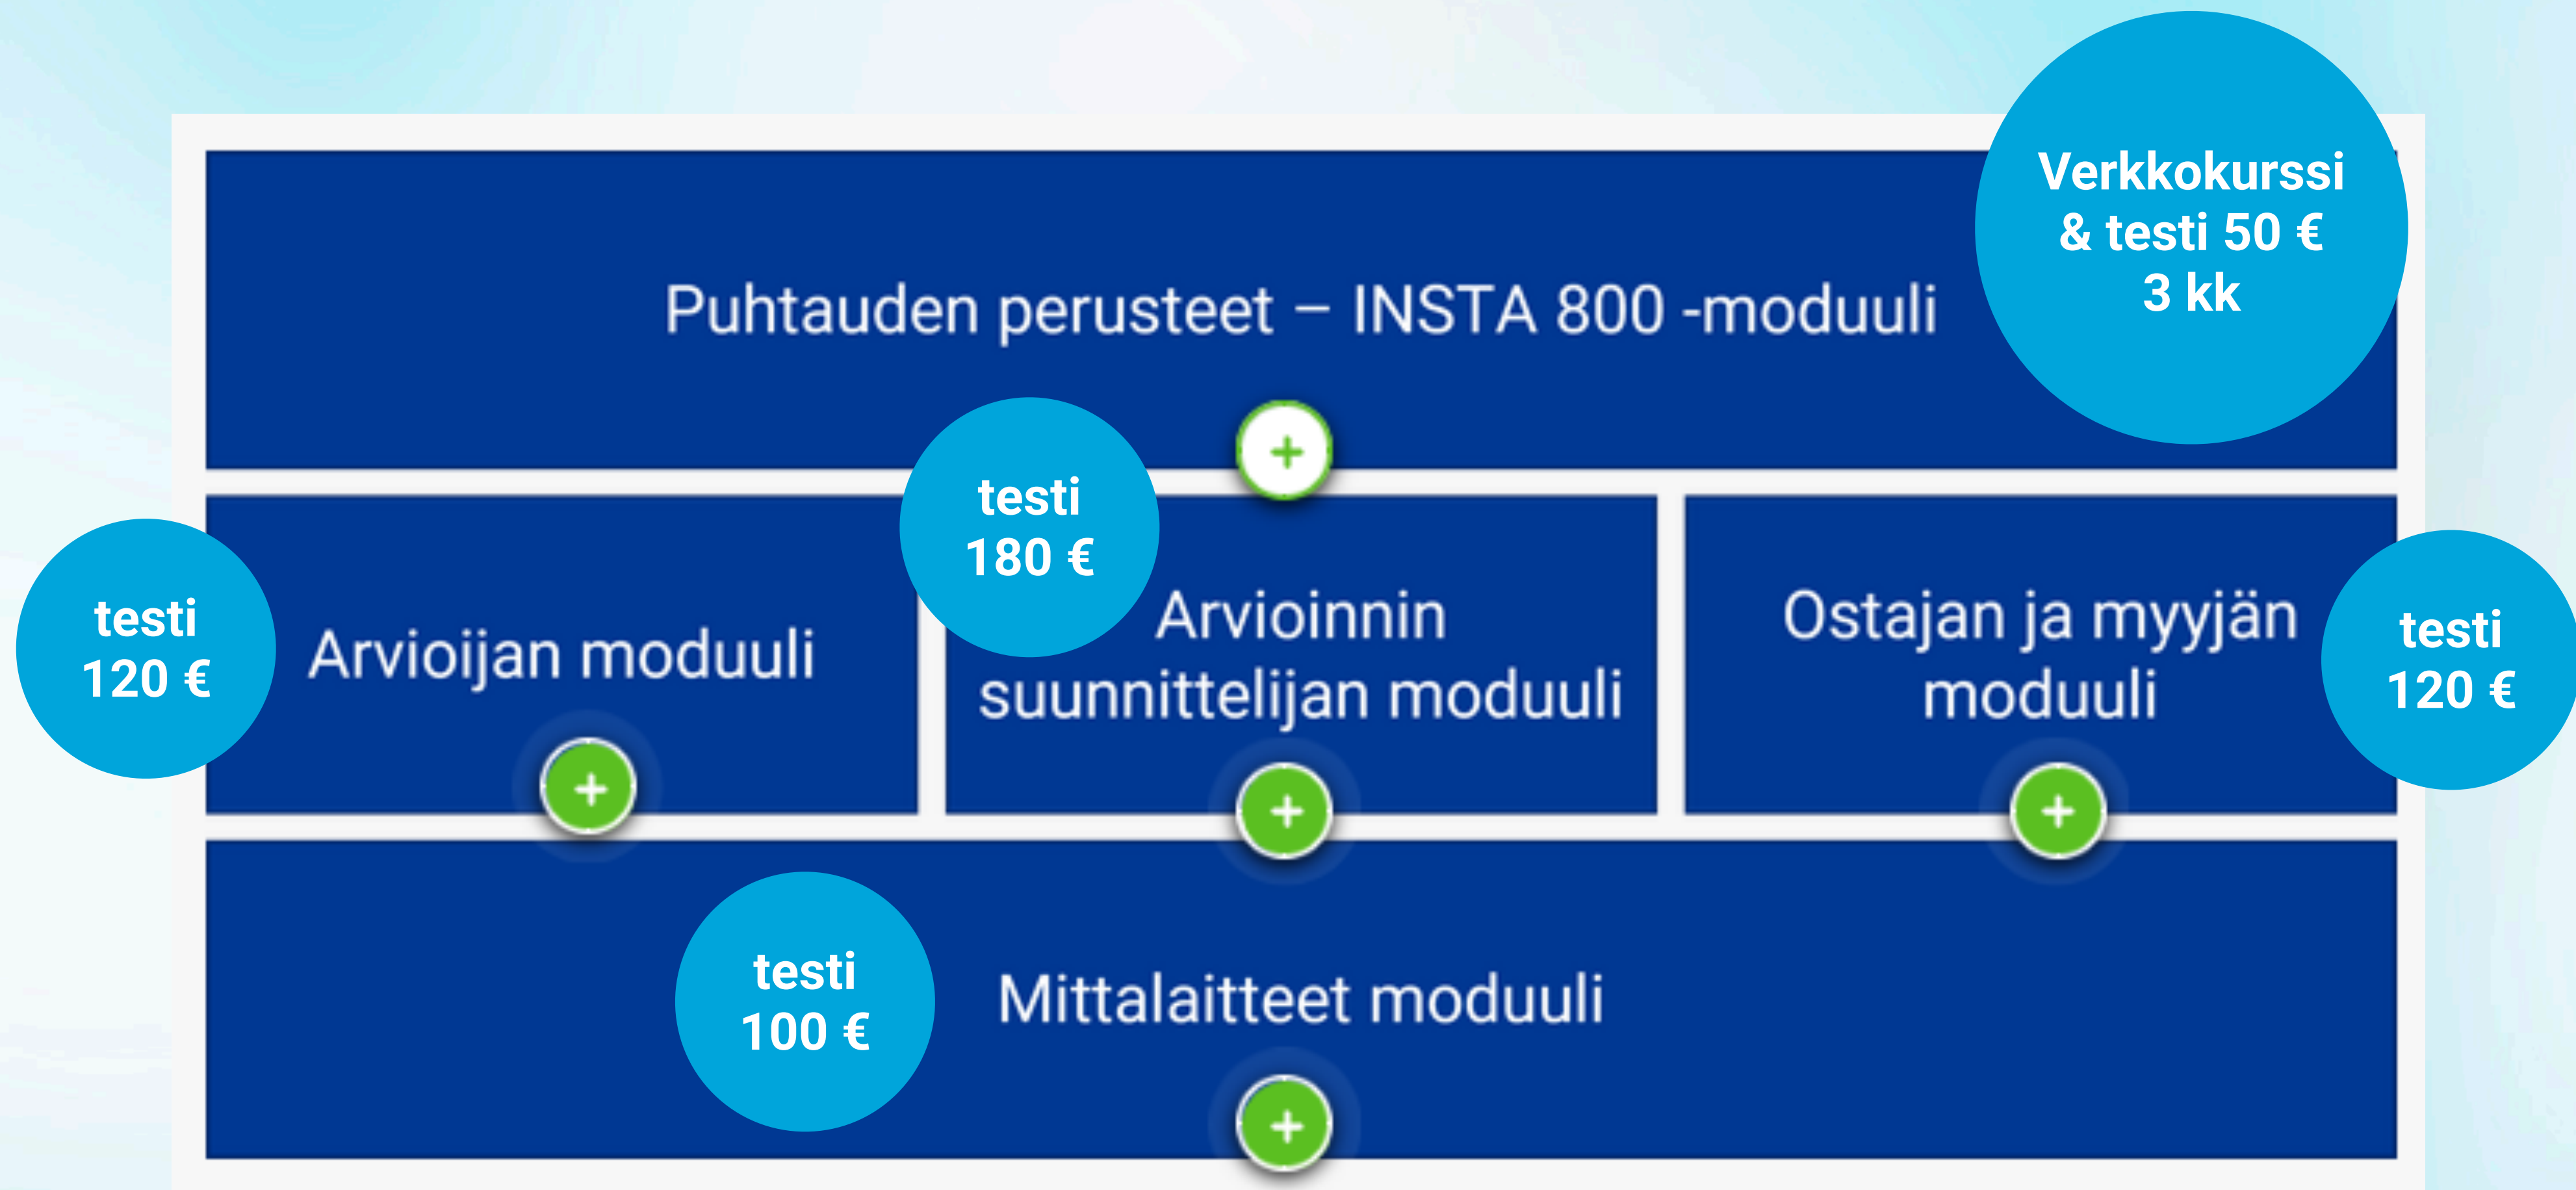 Verkkokurssi
& testi 50 €
3 kk
Puhtauden perusteet – INSTA 800 -moduuli
testi
120 €
Arvioijan moduuli
testi
180 €
Arvioinnin
suunnittelijan moduuli
Ostajan ja myyjän
moduuli
testi
120 €
testi
100 €
Mittalaitteet moduuli